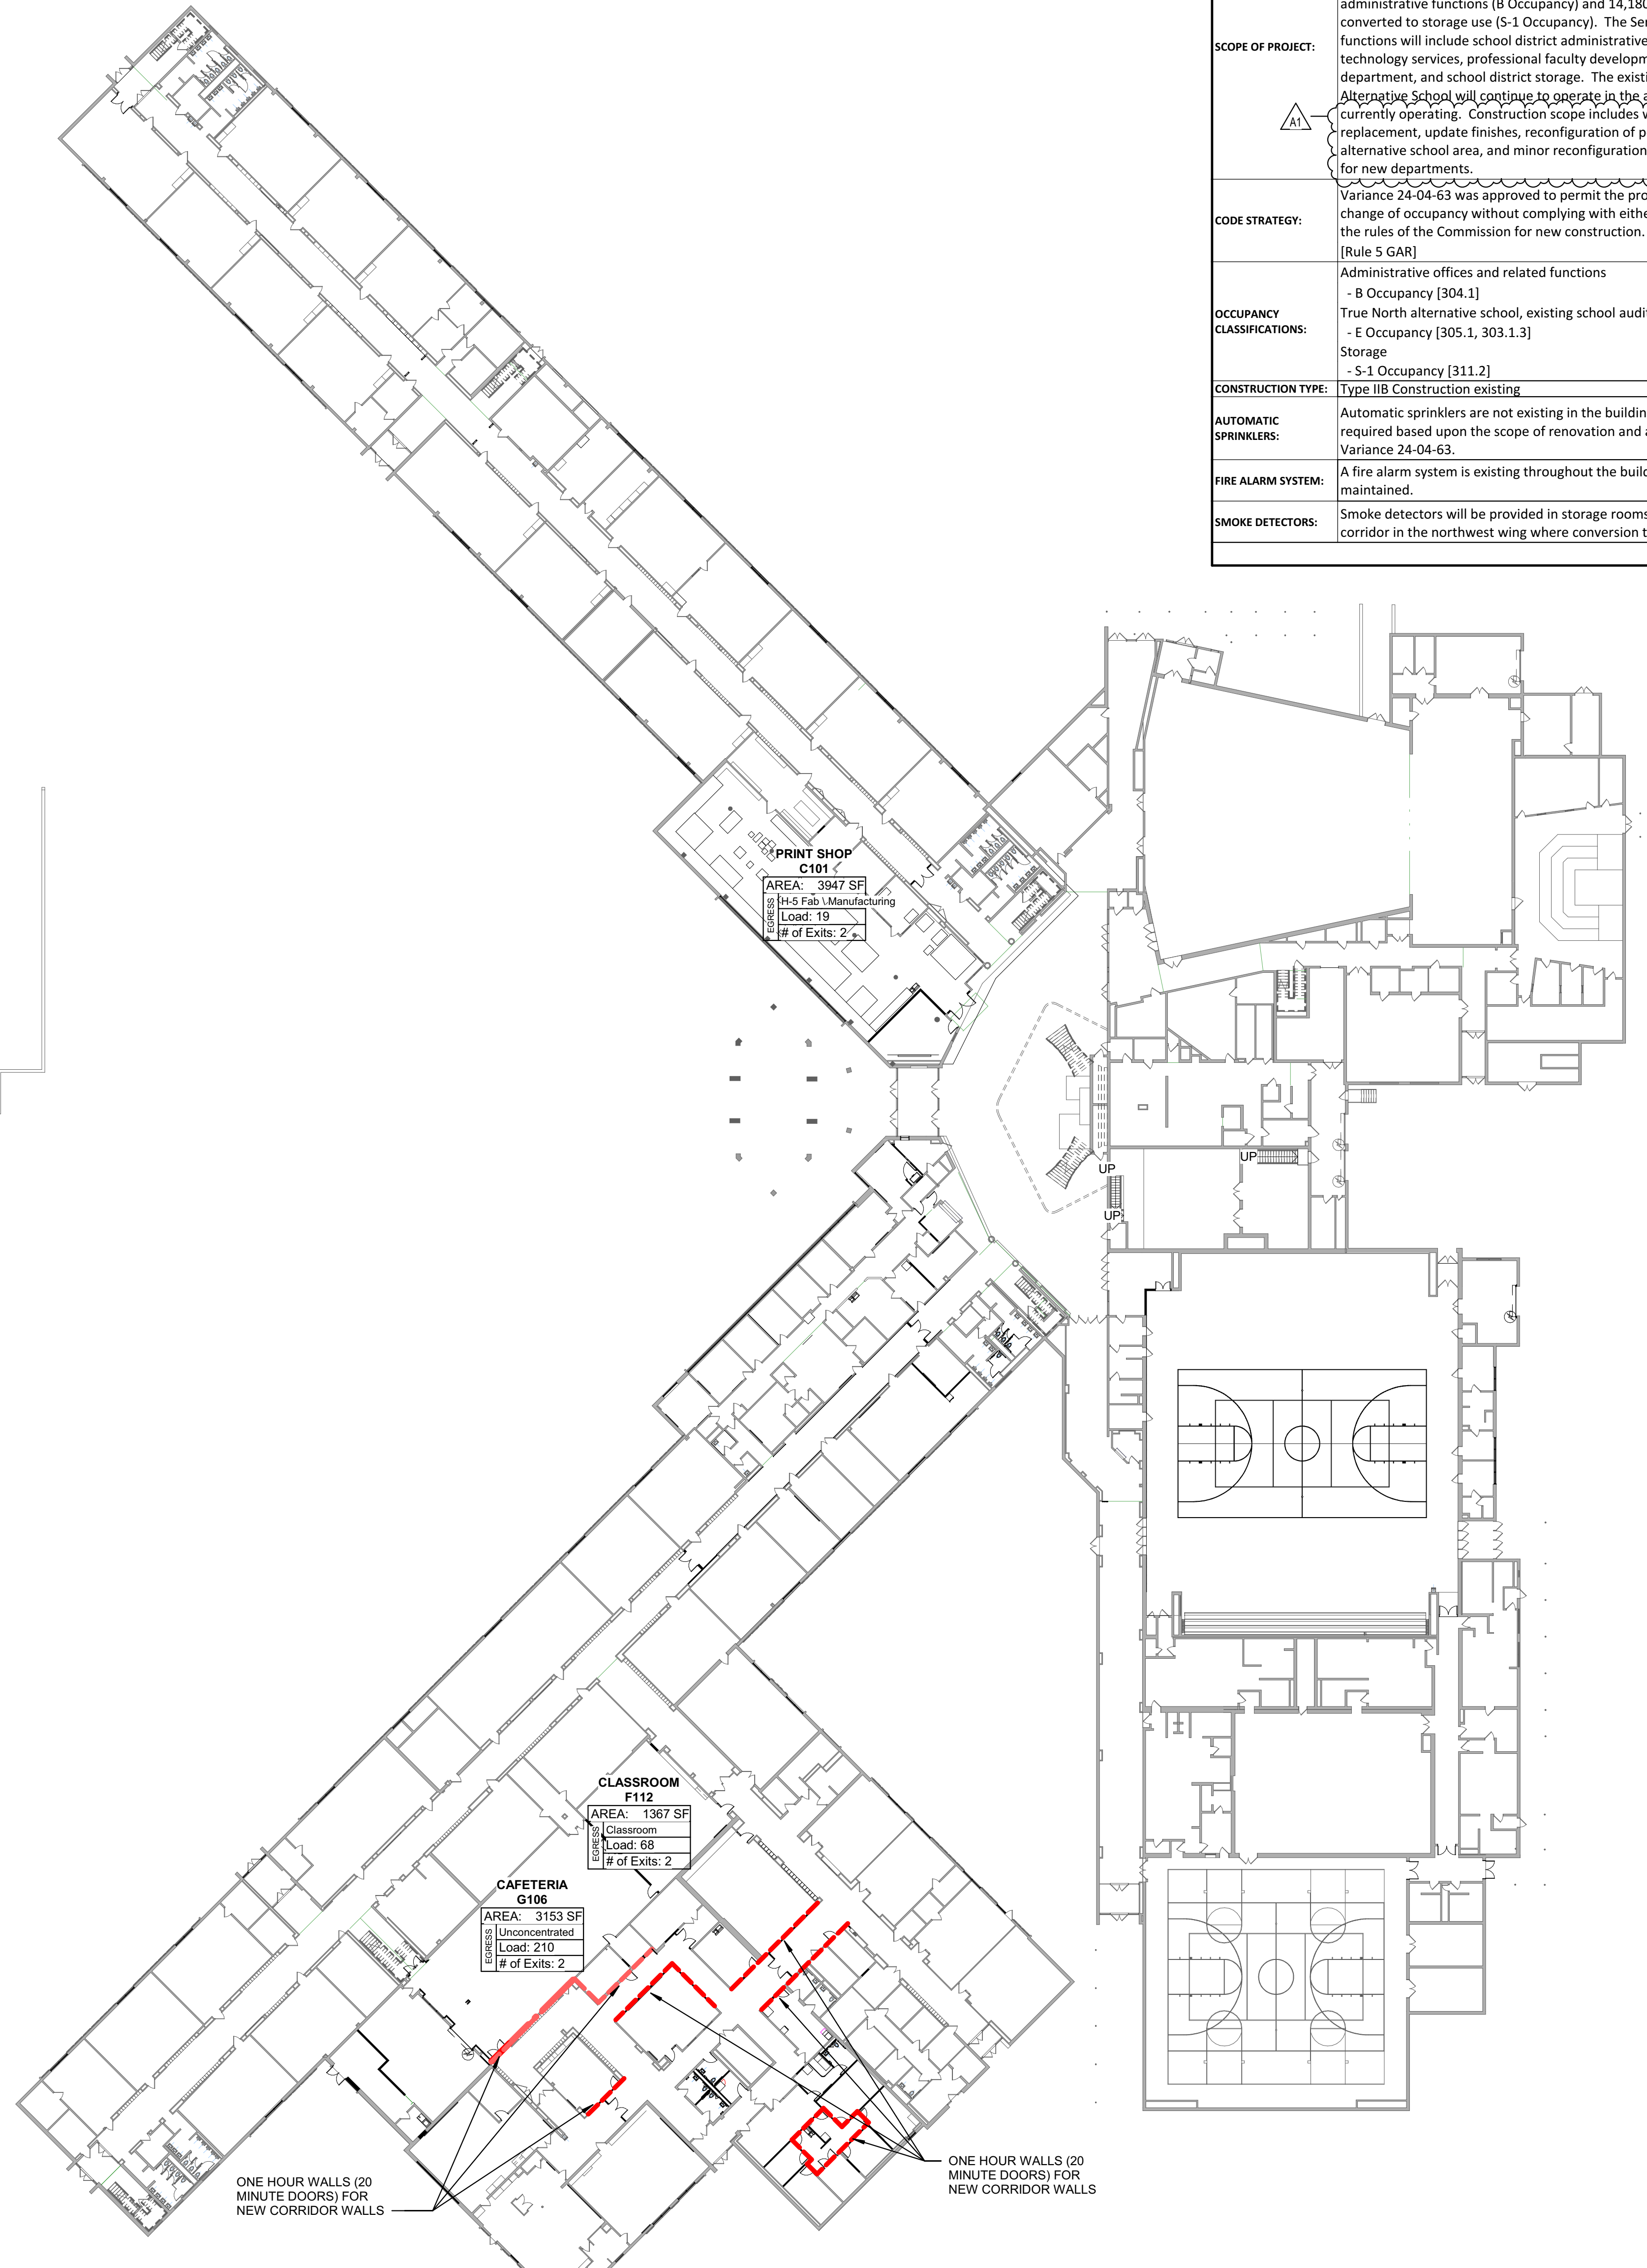 administrative functions (B Occupancy) and 14,180
converted to storage use (S-1 Occupancy). The Ser
SCOPE OF PROJECT:
functions will include school district administrative
technology services, professional faculty developm
department, and school district storage. The existi
Alternative School will continue to operate in the a
A1
currently operating. Construction scope includes w
replacement, update finishes, reconfiguration of p
alternative school area, and minor reconfiguration
for new departments.
CODE STRATEGY:
Variance 24-04-63 was approved to permit the pro
change of occupancy without complying with eithe
the rules of the Commission for new construction.
[Rule 5 GAR]
OCCUPANCY
CLASSIFICATIONS:
Administrative offices and related functions
- B Occupancy [304.1]
True North alternative school, existing school audit
- E Occupancy [305.1, 303.1.3]
Storage
- S-1 Occupancy [311.2]
CONSTRUCTION TYPE:
Type IIB Construction existing
AUTOMATIC
SPRINKLERS:
Automatic sprinklers are not existing in the buildin
required based upon the scope of renovation and a
Variance 24-04-63.
FIRE ALARM SYSTEM:
A fire alarm system is existing throughout the build
maintained.
SMOKE DETECTORS:
Smoke detectors will be provided in storage rooms
corridor in the northwest wing where conversion t
PRINT SHOP
C101
AREA: 3947 SF
EGRESS
H-5 Fab \ Manufacturing
Load: 19
# of Exits: 2
UP
UP
UP
CLASSROOM
F112
AREA: 1367 SF
EGRESS
Classroom
Load: 68
# of Exits: 2
CAFETERIA
G106
AREA: 3153 SF
EGRESS
Unconcentrated
Load: 210
# of Exits: 2
ONE HOUR WALLS (20
MINUTE DOORS) FOR
NEW CORRIDOR WALLS
ONE HOUR WALLS (20
MINUTE DOORS) FOR
NEW CORRIDOR WALLS